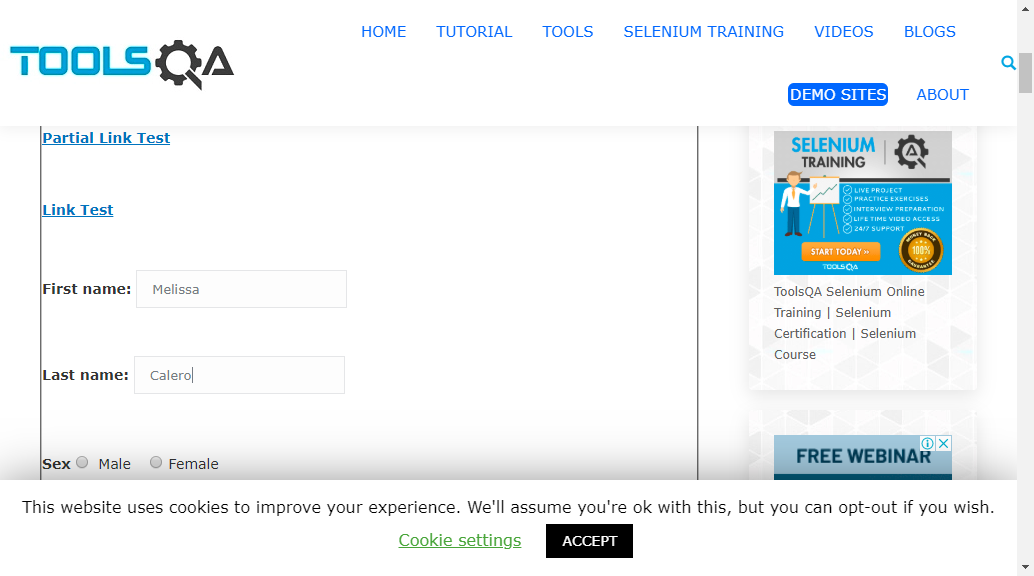 HOME TUTORIAL TOOLS SELENIUM TRAINING VIDEOS BLOGS
TOOLSQA
DEMO SITES ABOUT
Partial Link Test
Link Test
First name: Melissa
Last name: Calero
Sex Male Female
SELENIUM
TRAINING
LIVE PROJECT
PRACTICE EXERCISES
INTERVIEW PREPARATION
LIFE TIME VIDEO ACCESS
24/7 SUPPORT
START TODAY »
MONEY BACK
100%
GUARANTEE
TOOLSQA
ToolsQA Selenium Online
Training | Selenium
Certification | Selenium
Course
FREE WEBINAR
This website uses cookies to improve your experience. We'll assume you're ok with this, but you can opt-out if you wish.
Cookie settings ACCEPT